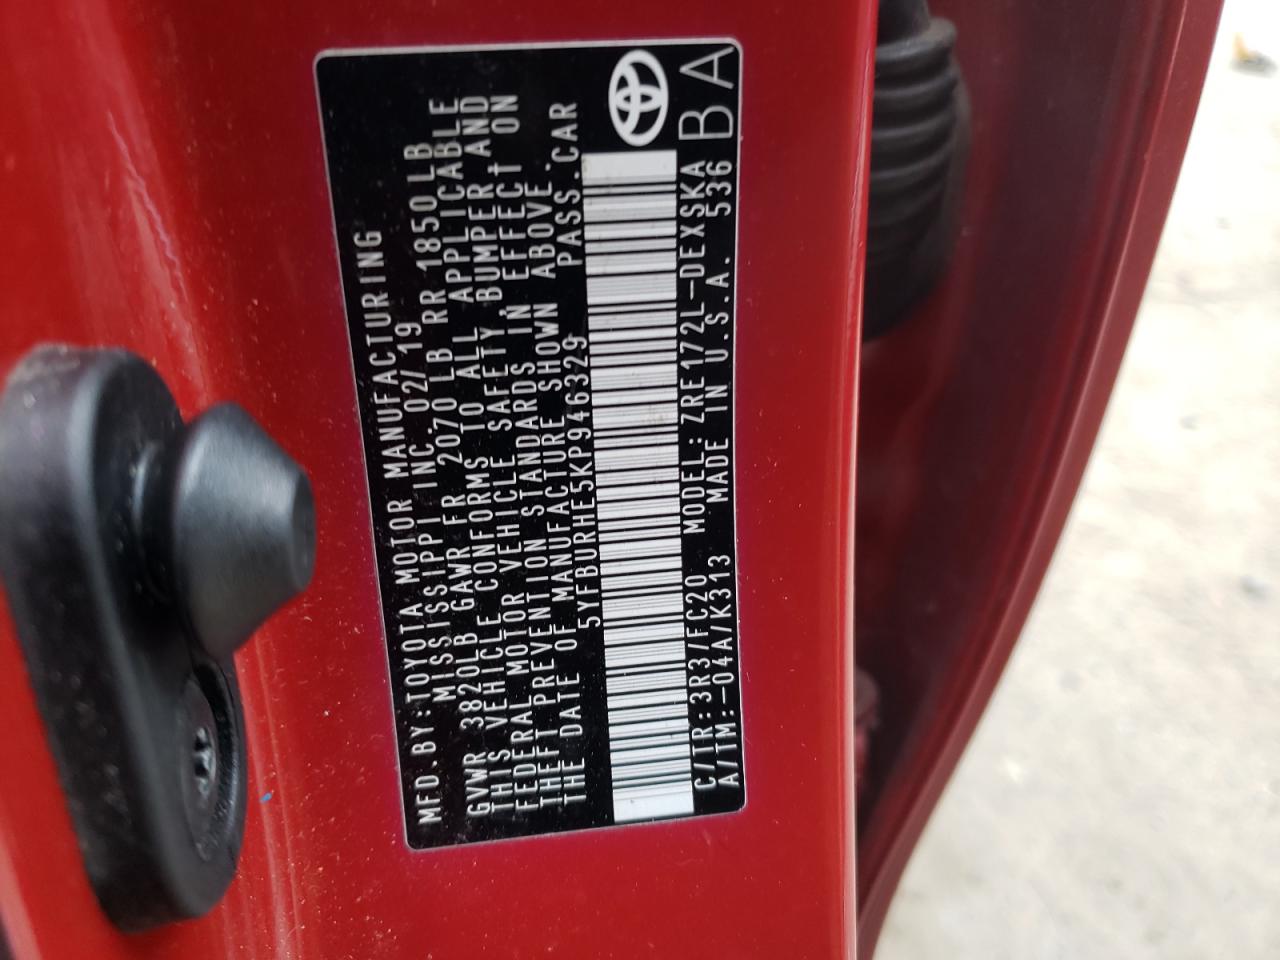 MFD.BY:TOYOTA MOTOR MANUFACTURING
MISSISSIPPI INC. 02/19
GVWR 3820LB GAWR FR 2070 LB RR 1850LB
THIS VEHICLE CONFORMS TO ALL APPLICABLE
FEDERAL MOTOR VEHICLE SAFETY, BUMPER, AND
THEFT PREVENTION STANDARDS IN EFFECT ON
THE DATE OF MANUFACTURE SHOWN ABOVE.
5YFBURHE5KP946329 PASS.CAR
C/TR:3R3/FC20 MODEL:ZRE172L-DEXSKA
A/TM:-04A/K313 MADE IN U.S.A. 536
BA